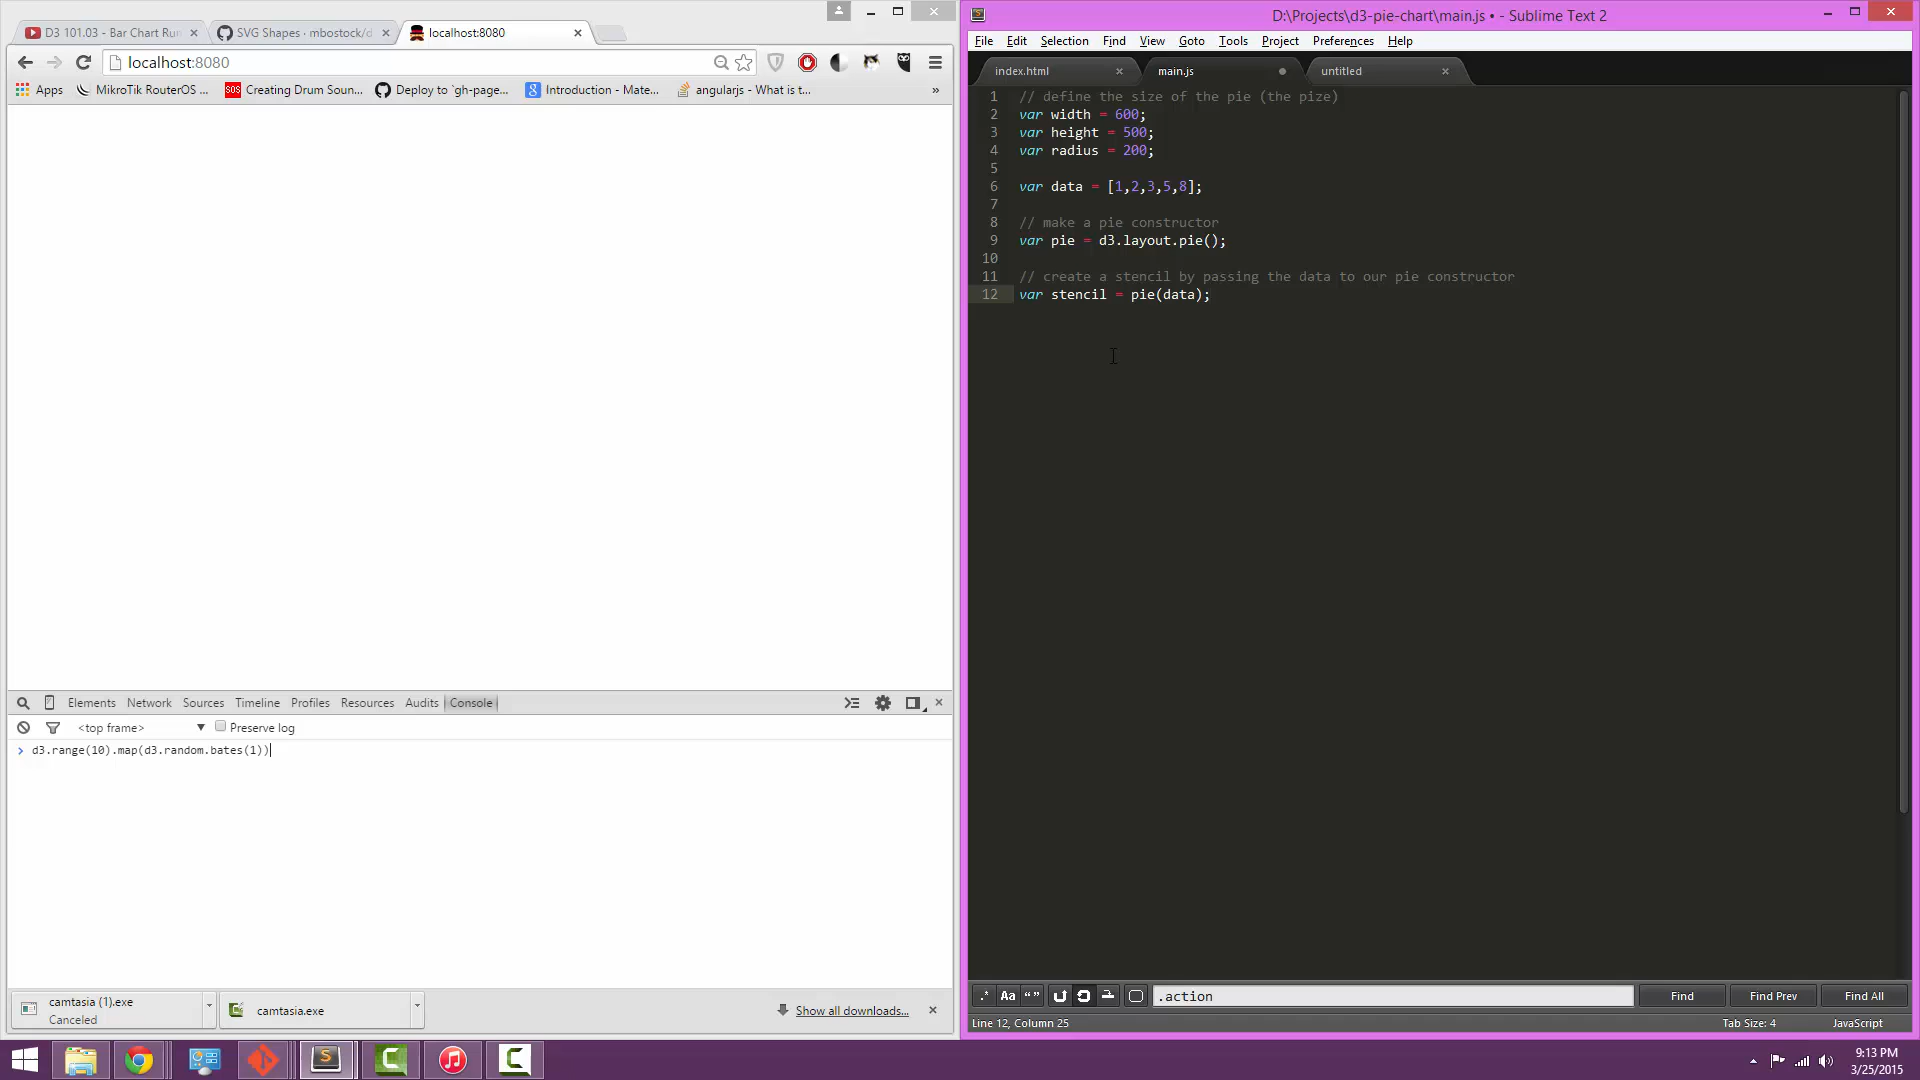 D3 101.03 - Bar Chart Run
SVG Shapes · mbostock/d
localhost:8080
localhost:8080
Apps
MikroTik RouterOS ...
SOS
Creating Drum Soun...
Deploy to `gh-page...
Introduction - Mate...
angularjs - What is t...
»
Elements Network Sources Timeline Profiles Resources Audits Console
<top frame>
Preserve log
> d3.range(10).map(d3.random.bates(1))
camtasia (1).exe
Canceled
camtasia.exe
Show all downloads...
D:\Projects\d3-pie-chart\main.js • - Sublime Text 2
File Edit Selection Find View Goto Tools Project Preferences Help
index.html
main.js
untitled
1 // define the size of the pie (the pize)
2 var width = 600;
3 var height = 500;
4 var radius = 200;
5
6 var data = [1,2,3,5,8];
7
8 // make a pie constructor
9 var pie = d3.layout.pie();
10
11 // create a stencil by passing the data to our pie constructor
12 var stencil = pie(data);
.* Aa “”
.action
Find
Find Prev
Find All
Line 12, Column 25
Tab Size: 4
JavaScript
9:13 PM
3/25/2015